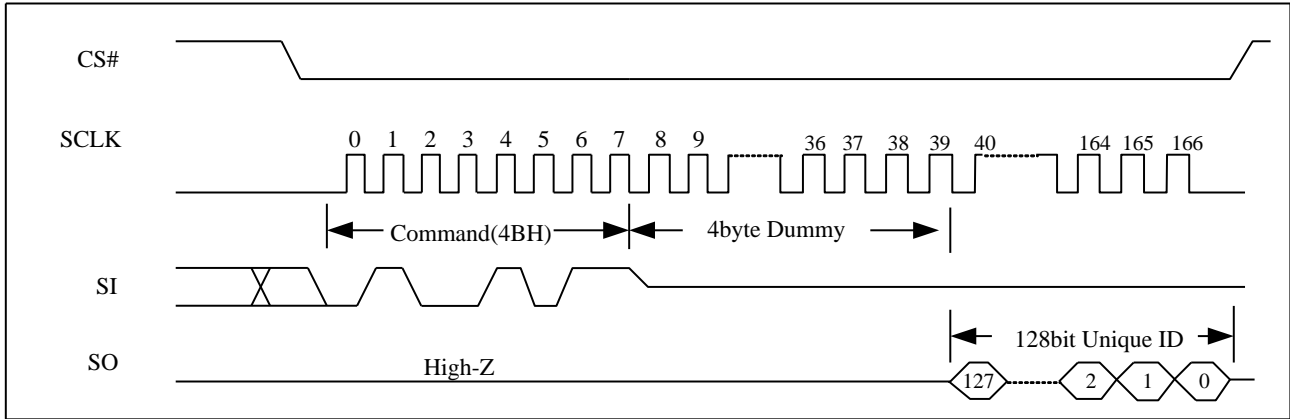 CS#
SCLK
0 1 2 3 4 5 6 7 8 9 36 37 38 39 40 164 165 166
Command(4BH) 4byte Dummy
SI
128bit Unique ID
SO
High-Z
127 2 1 0